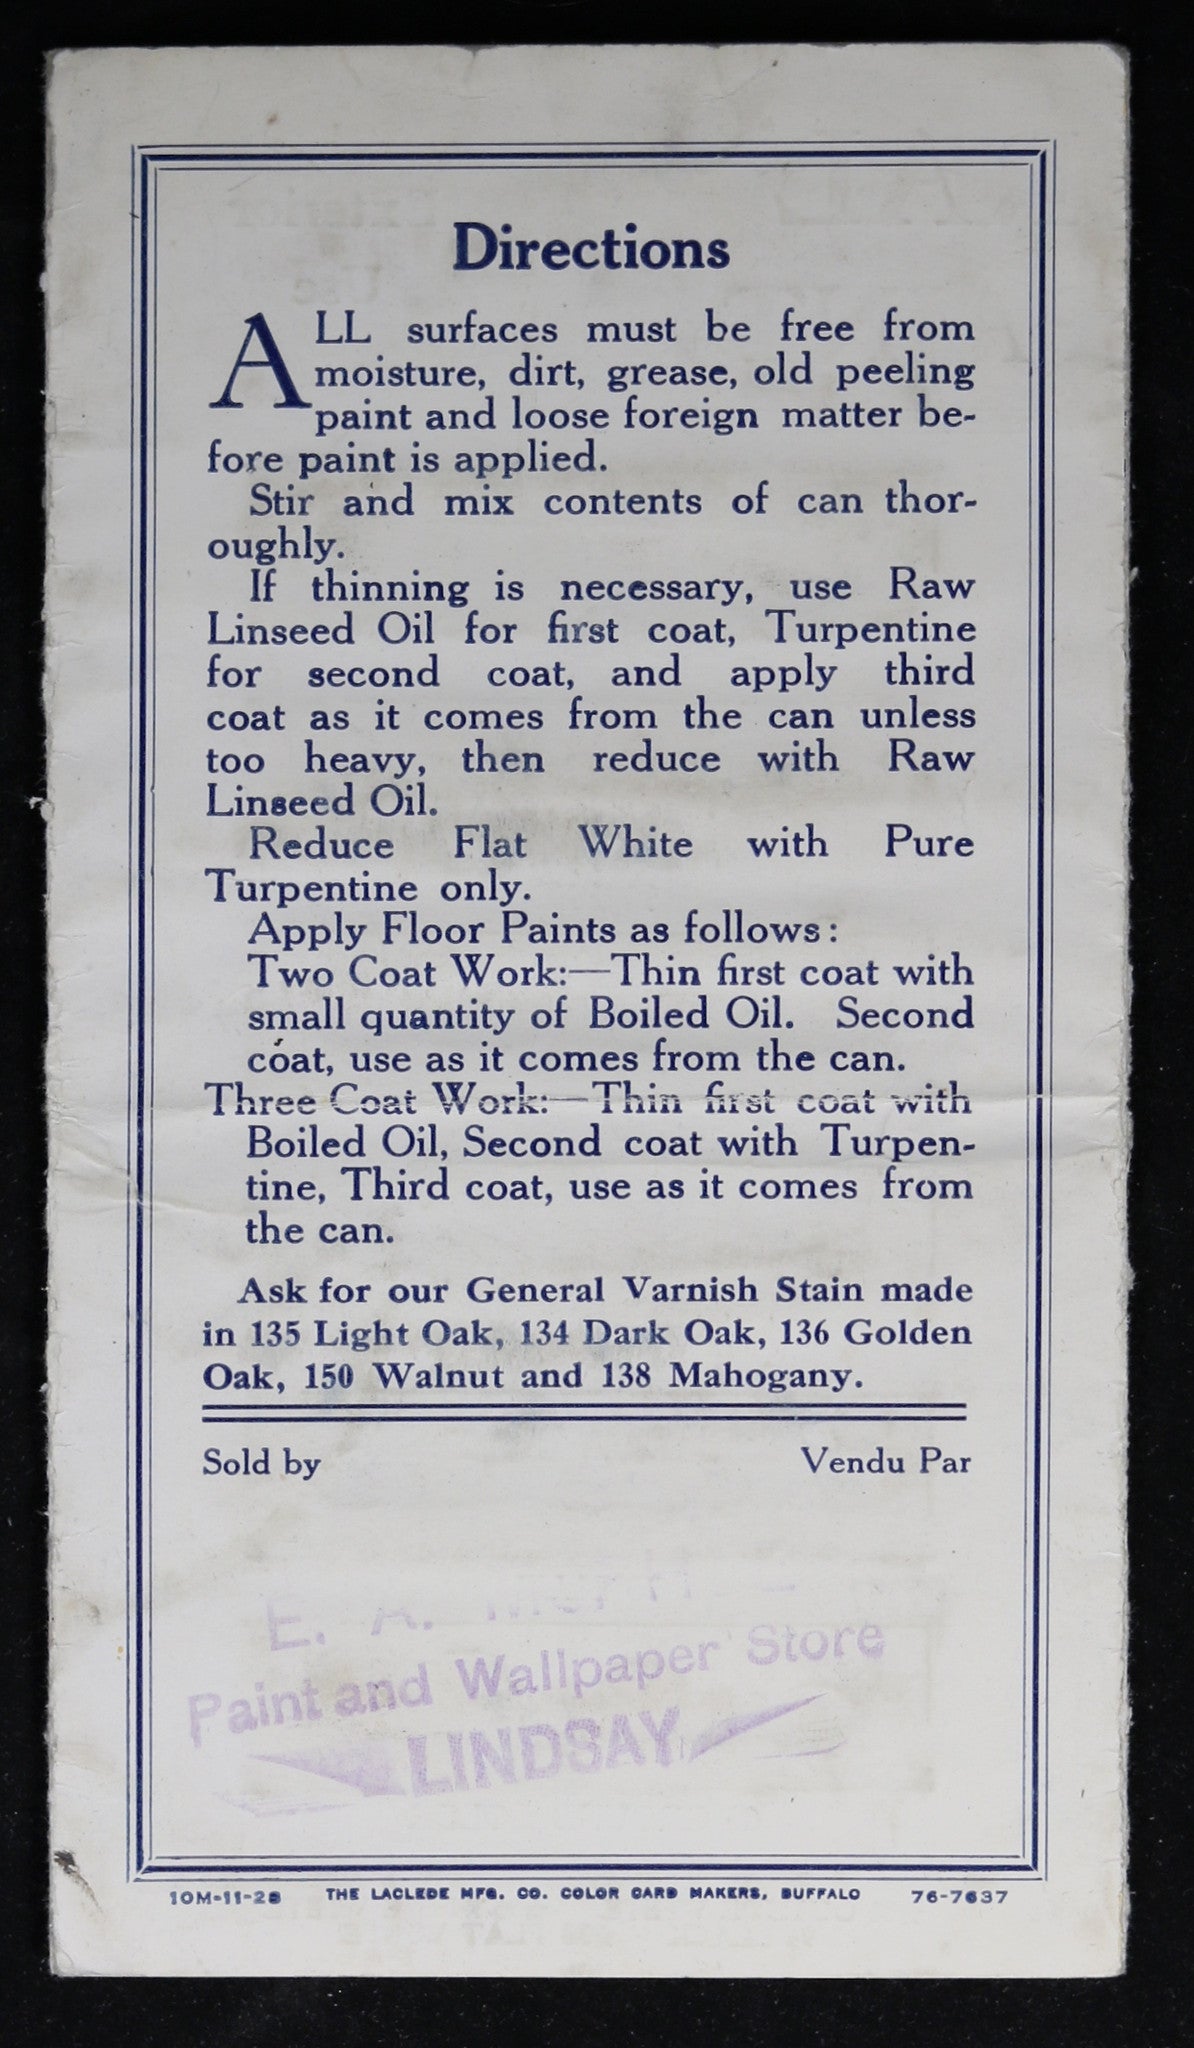 Directions
ALL surfaces must be free from
moisture, dirt, grease, old peeling
paint and loose foreign matter be-
fore paint is applied.
Stir and mix contents of can thor-
oughly.
If thinning is necessary, use Raw
Linseed Oil for first coat, Turpentine
for second coat, and apply third
coat as it comes from the can unless
too heavy, then reduce with Raw
Linseed Oil.
Reduce Flat White with Pure
Turpentine only.
Apply Floor Paints as follows:
Two Coat Work:—Thin first coat with
small quantity of Boiled Oil. Second
coat, use as it comes from the can.
Three Coat Work:—Thin first coat with
Boiled Oil, Second coat with Turpen-
tine, Third coat, use as it comes from
the can.
Ask for our General Varnish Stain made
in 135 Light Oak, 134 Dark Oak, 136 Golden
Oak, 150 Walnut and 138 Mahogany.
Sold by Vendu Par
E. A.
Paint and Wallpaper Store
LINDSAY
10M-11-28 THE LACLEDE MFG. CO. COLOR CARD MAKERS, BUFFALO 76-7637